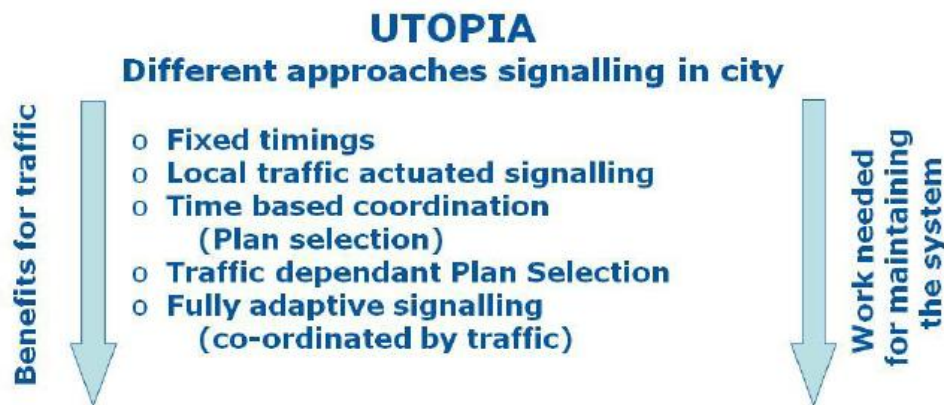 UTOPIA
Different approaches signalling in city
Benefits for traffic
o Fixed timings
o Local traffic actuated signalling
o Time based coordination
(Plan selection)
o Traffic dependant Plan Selection
o Fully adaptive signalling
(co-ordinated by traffic)
Work needed
for maintaining
the system